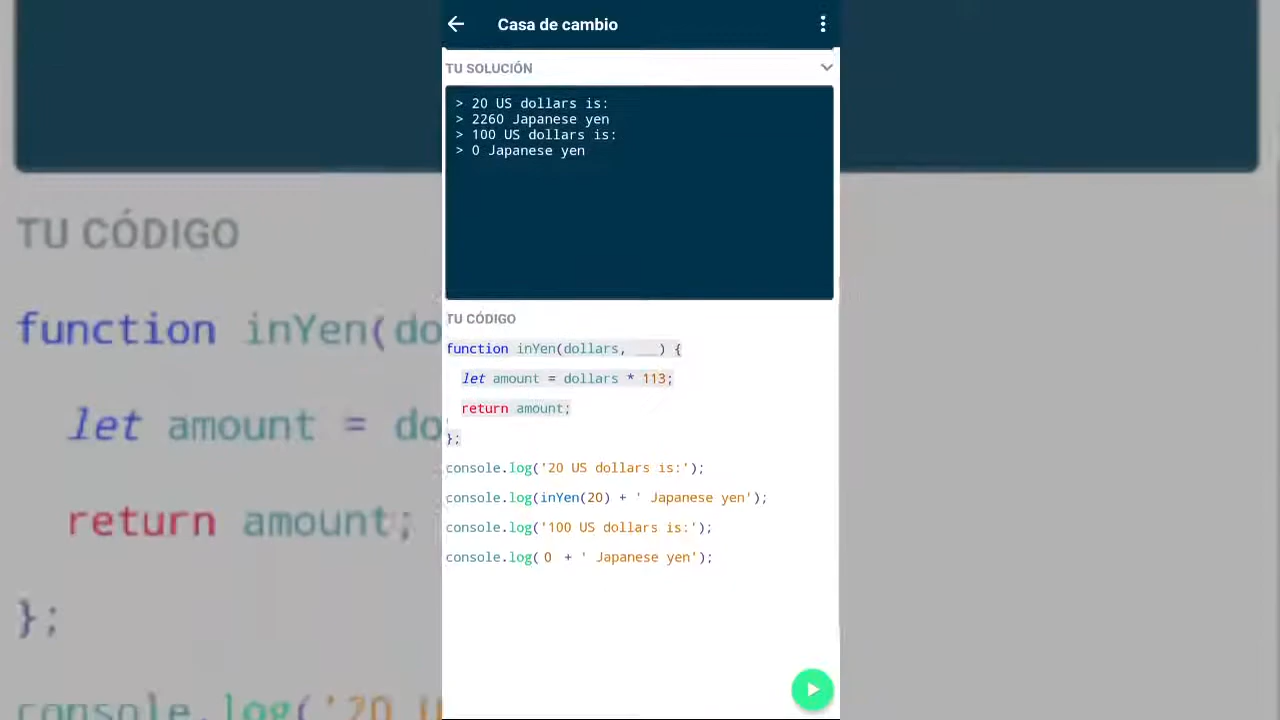 Casa de cambio
TU SOLUCIÓN
> 20 US dollars is:
> 2260 Japanese yen
> 100 US dollars is:
> 0 Japanese yen
TU CÓDIGO
function inYen(dollars, ___ ) {
let amount = dollars * 113;
return amount;
};
console.log('20 US dollars is:');
console.log(inYen(20) + ' Japanese yen');
console.log('100 US dollars is:');
console.log( 0 + ' Japanese yen');
TU CÓDIGO
function inYen(do
let amount = do
return amount;
};
console.log('20 U